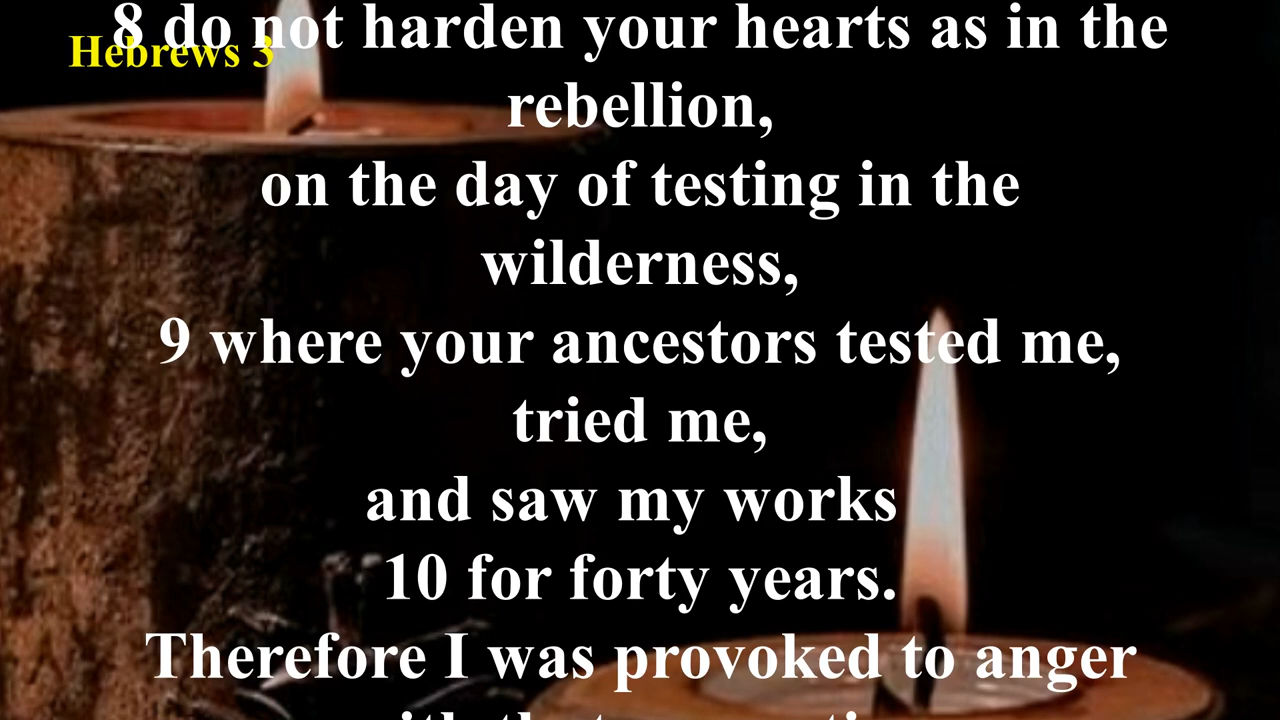 Hebrews 3
8 do not harden your hearts as in the
rebellion,
on the day of testing in the
wilderness,
9 where your ancestors tested me,
tried me,
and saw my works
10 for forty years.
Therefore I was provoked to anger